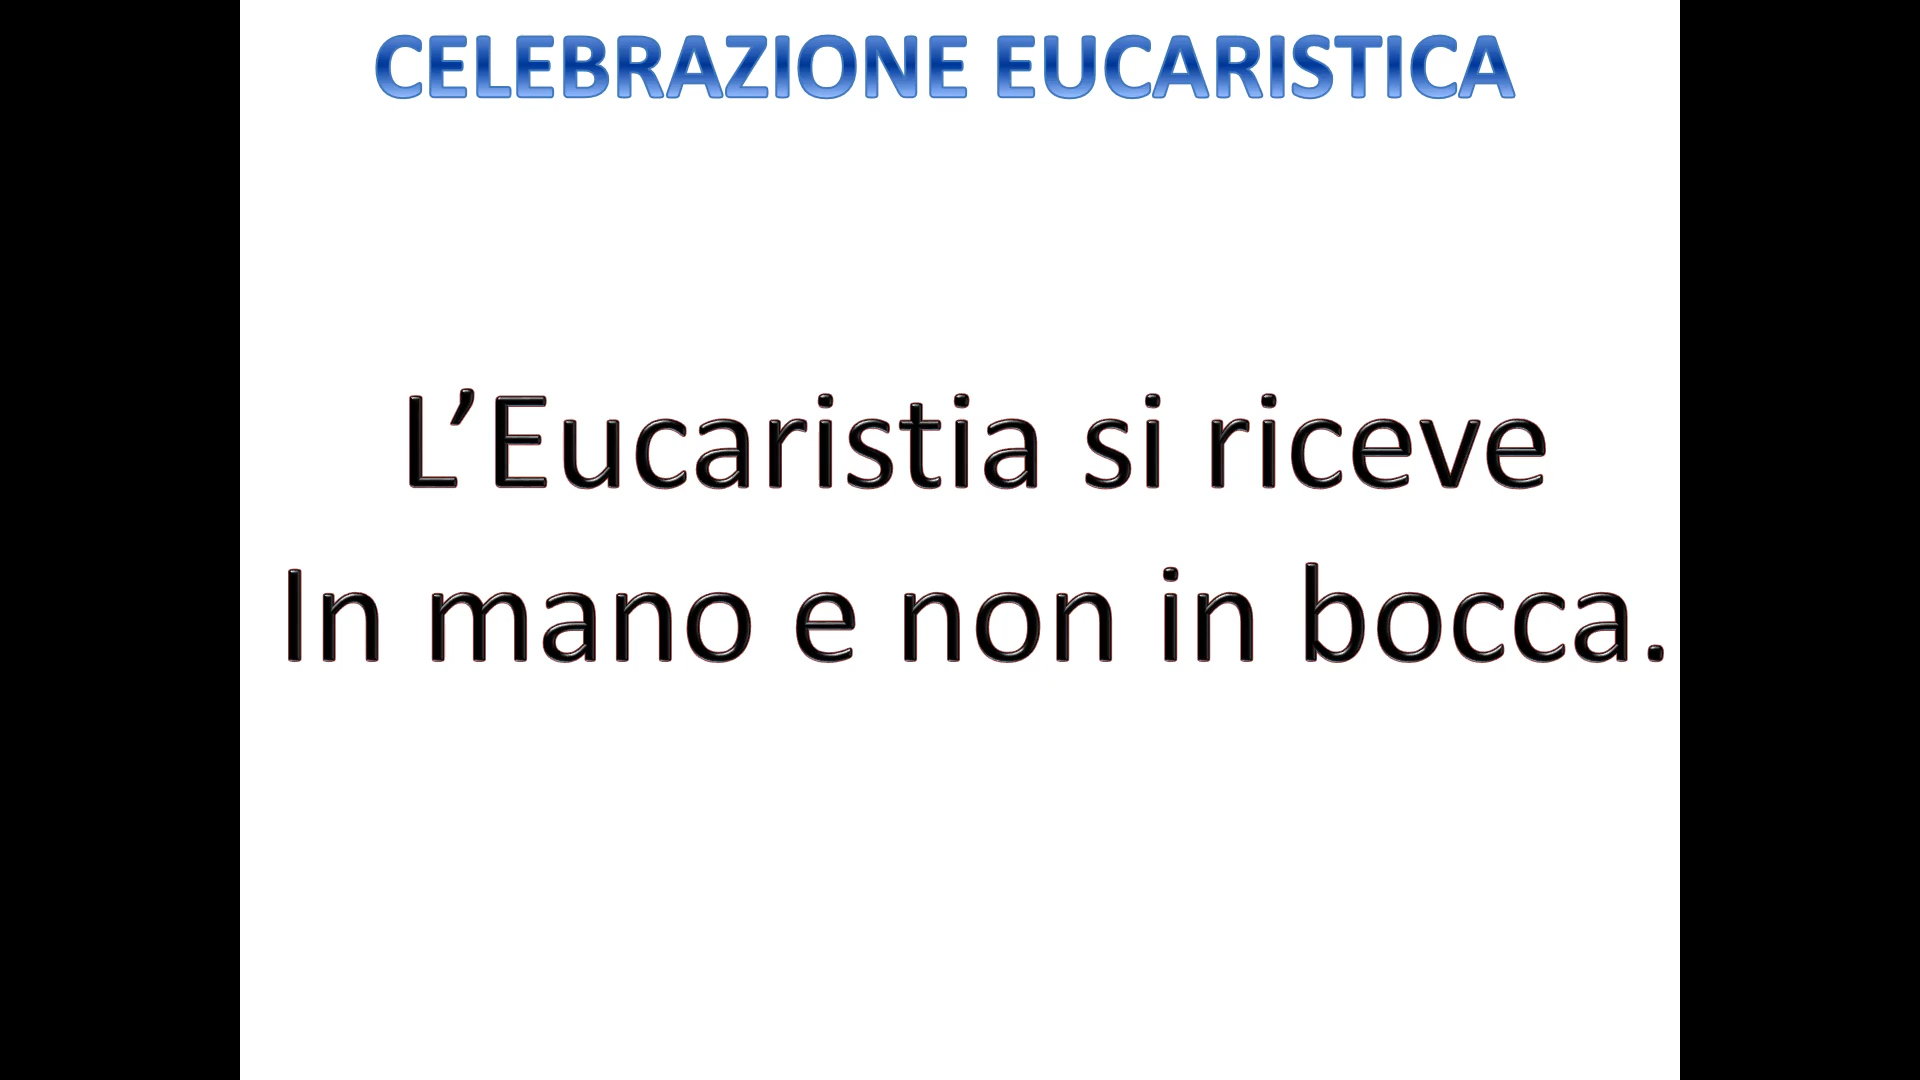 CELEBRAZIONE EUCARISTICA
L’Eucaristia si riceve
In mano e non in bocca.